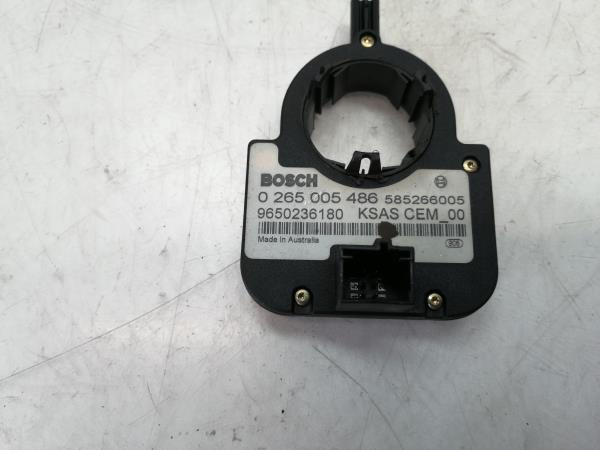 BOSCH
0 265 005 486 585266005
9650236180 KSAS CEM_00
Made in Australia